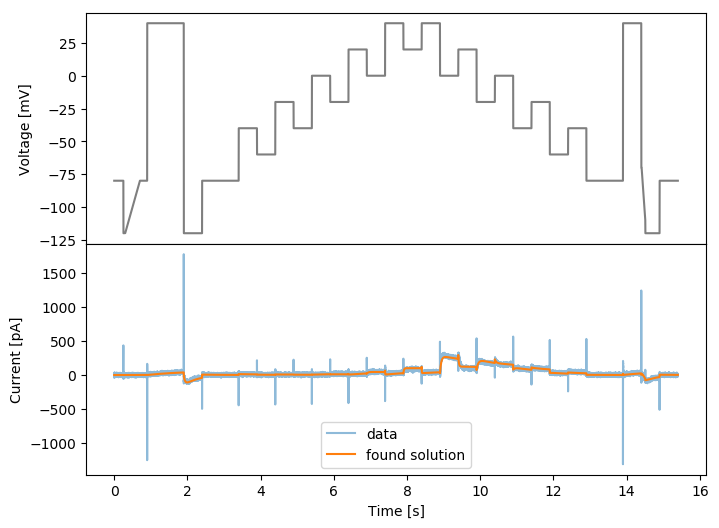 Voltage [mV]
25
0
−25
−50
−75
−100
−125
Current [pA]
1500
1000
500
0
−500
−1000
data
found solution
0 2 4 6 8 10 12 14 16
Time [s]